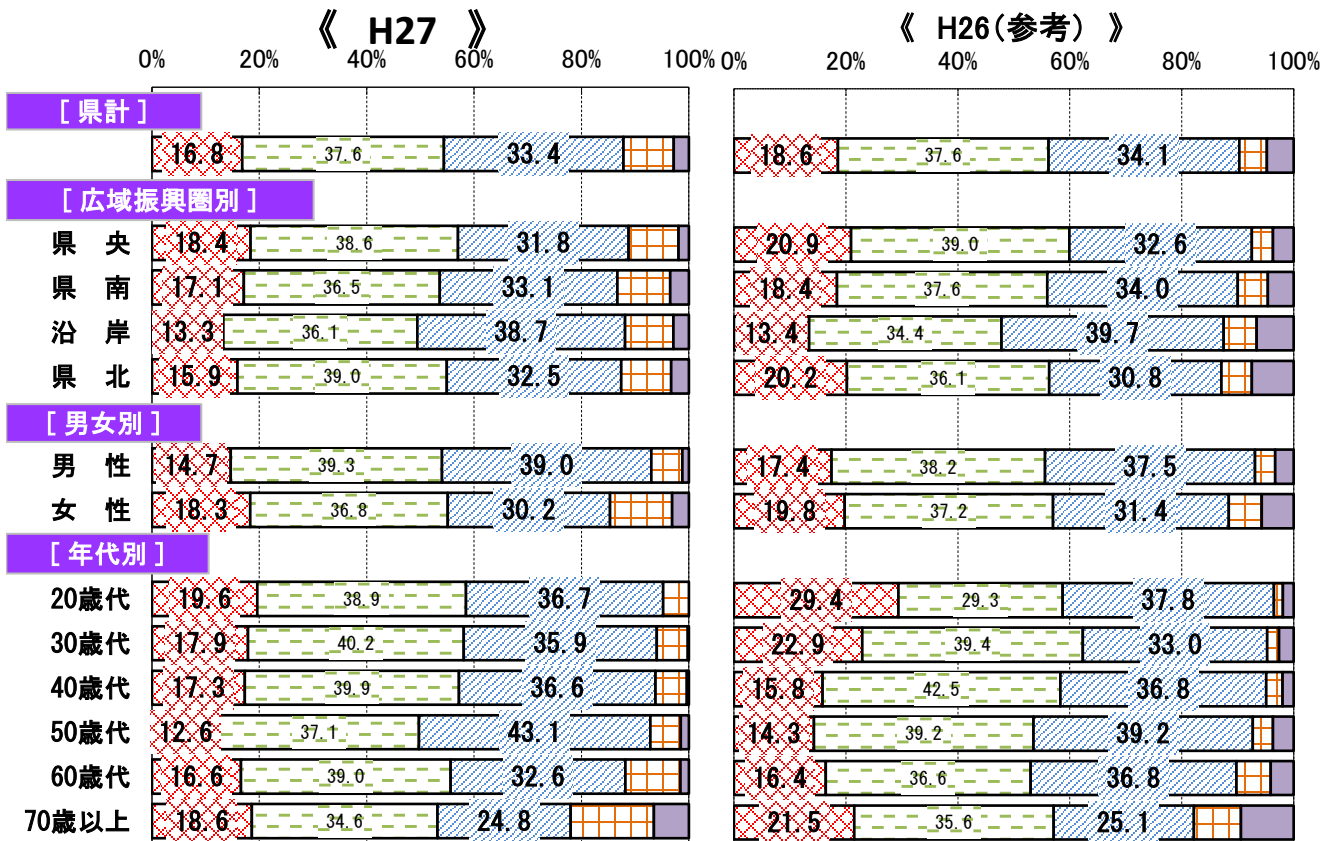 《 H27 》
《 H26(参考) 》
0% 20% 40% 60% 80% 100% 0% 20% 40% 60% 80% 100%
[ 県計 ]
16.8 37.6 33.4 18.6 37.6 34.1
[ 広域振興圏別 ]
県 央 18.4 38.6 31.8 20.9 39.0 32.6
県 南 17.1 36.5 33.1 18.4 37.6 34.0
沿 岸 13.3 36.1 38.7 13.4 34.4 39.7
県 北 15.9 39.0 32.5 20.2 36.1 30.8
[ 男女別 ]
男 性 14.7 39.3 39.0 17.4 38.2 37.5
女 性 18.3 36.8 30.2 19.8 37.2 31.4
[ 年代別 ]
20歳代 19.6 38.9 36.7 29.4 29.3 37.8
30歳代 17.9 40.2 35.9 22.9 39.4 33.0
40歳代 17.3 39.9 36.6 15.8 42.5 36.8
50歳代 12.6 37.1 43.1 14.3 39.2 39.2
60歳代 16.6 39.0 32.6 16.4 36.6 36.8
70歳以上 18.6 34.6 24.8 21.5 35.6 25.1